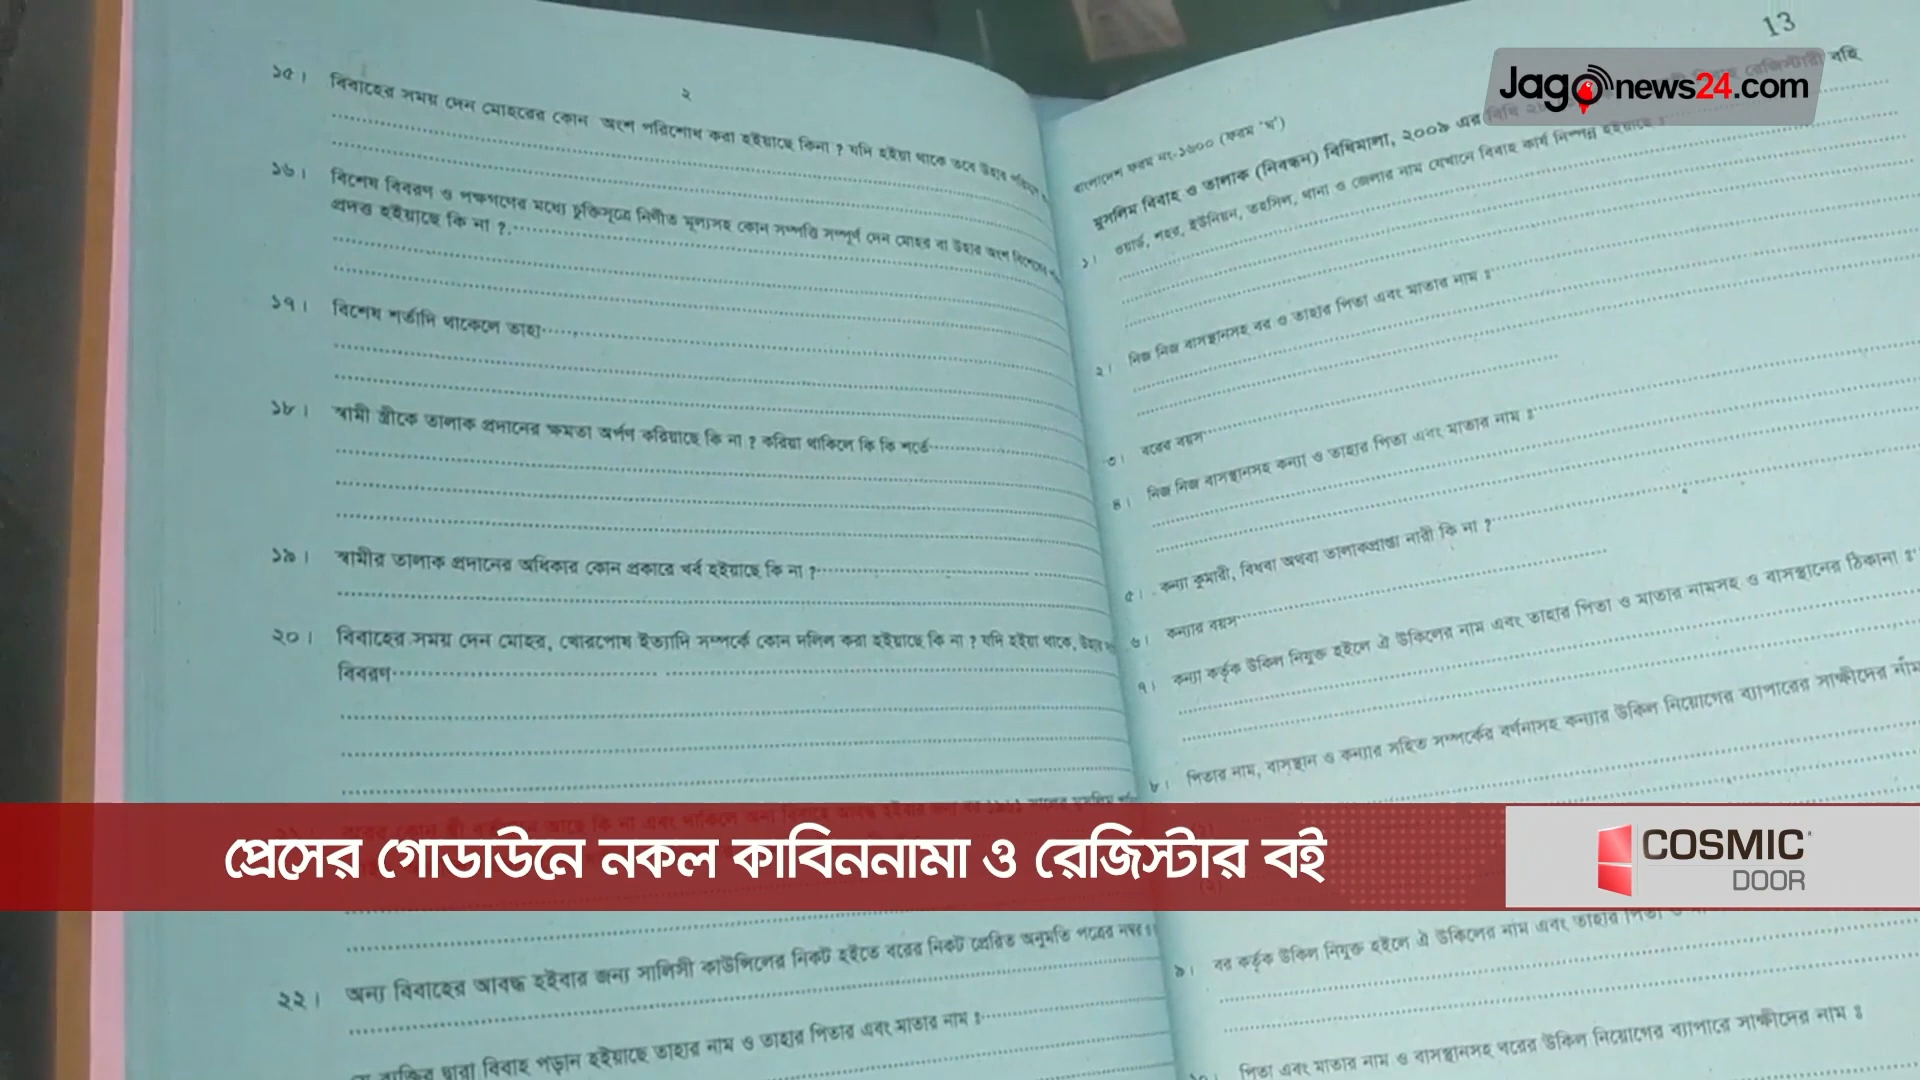 ২
১৫। বিবাহের সময় দেন মোহরের কোন অংশ পরিশোধ করা হইয়াছে কিনা ? যদি হইয়া থাকে তবে উহার
১৬। বিশেষ বিবরণ ও পক্ষগণের মধ্যে চুক্তিসূত্রে নির্ণীত মূল্যসহ কোন সম্পত্তি সম্পূর্ণ দেন মোহর বা উহার অংশ বিশেষের
প্রদত্ত হইয়াছে কি না ?
১৭। বিশেষ শর্তাদি থাকেলে তাহা
১৮। স্বামী স্ত্রীকে তালাক প্রদানের ক্ষমতা অর্পণ করিয়াছে কি না ? করিয়া থাকিলে কি কি শর্তে
১৯। স্বামীর তালাক প্রদানের অধিকার কোন প্রকারে খর্ব হইয়াছে কি না ?
২০। বিবাহের সময় দেন মোহর, খোরপোষ ইত্যাদি সম্পর্কে কোন দলিল করা হইয়াছে কি না ? যদি হইয়া থাকে, উহার
বিবরণ
২২। অন্য বিবাহের আবদ্ধ হইবার জন্য সালিসী কাউন্সিলের নিকট হইতে বরের নিকট প্রেরিত অনুমতি পত্রের নম্বর
ব্যক্তির দ্বারা বিবাহ পড়ান হইয়াছে তাহার নাম ও তাহার পিতার এবং মাতার নাম ঃ
13
Jagonews24.com
রেজিস্টারী বহি
বাংলাদেশ ফরম নং-১৬০০ (ফরম 'ঘ')
মুসলিম বিবাহ ও তালাক (নিবন্ধন) বিধিমালা, ২০০৯ এর বিধি
১। ওয়ার্ড, শহর, ইউনিয়ন, তহসিল, থানা ও জেলার নাম যেখানে বিবাহ কার্য নিষ্পন্ন হইয়াছে ।
২। নিজ নিজ বাসস্থানসহ বর ও তাহার পিতা এবং মাতার নাম ঃ
৩। বরের বয়স
৪। নিজ নিজ বাসস্থানসহ কন্যা ও তাহার পিতা এবং মাতার নাম ঃ
৫। কন্যা কুমারী, বিধবা অথবা তালাকপ্রাপ্তা নারী কি না ?
৬। কন্যার বয়স
৭। কন্যা কর্তৃক উকিল নিযুক্ত হইলে ঐ উকিলের নাম এবং তাহার পিতা ও মাতার নামসহ ও বাসস্থানের ঠিকানা ঃ
৮। পিতার নাম, বাসস্থান ও কন্যার সহিত সম্পর্কের বর্ণনাসহ কন্যার উকিল নিয়োগের ব্যাপারের সাক্ষীদের নাম
(২)
৯। বর কর্তৃক উকিল নিযুক্ত হইলে ঐ উকিলের নাম এবং তাহার পিতা ও
পিতা এবং মাতার নাম ও বাসস্থানসহ বরের উকিল নিয়োগের ব্যাপারে সাক্ষীদের নাম ঃ
প্রেসের গোডাউনে নকল কাবিননামা ও রেজিস্টার বই
COSMIC
DOOR